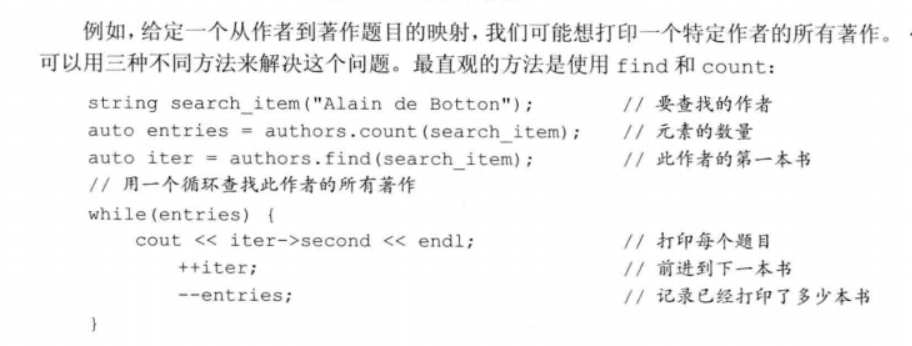 例如，给定一个从作者到著作题目的映射，我们可能想打印一个特定作者的所有著作。
可以用三种不同方法来解决这个问题。最直观的方法是使用 find 和 count：
string search_item("Alain de Botton"); // 要查找的作者
auto entries = authors.count(search_item); // 元素的数量
auto iter = authors.find(search_item); // 此作者的第一本书
// 用一个循环查找此作者的所有著作
while(entries) {
cout << iter->second << endl; // 打印每个题目
++iter; // 前进到下一本书
--entries; // 记录已经打印了多少本书
}